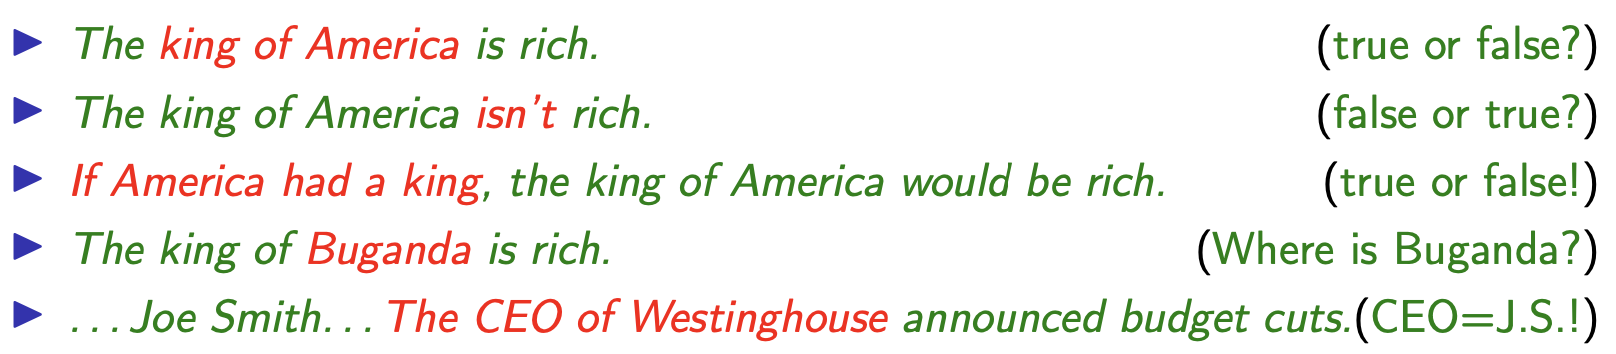 ▶ The king of America is rich. (true or false?)
▶ The king of America isn't rich. (false or true?)
▶ If America had a king, the king of America would be rich. (true or false!)
▶ The king of Buganda is rich. (Where is Buganda?)
▶ ...Joe Smith... The CEO of Westinghouse announced budget cuts.(CEO=J.S.!)